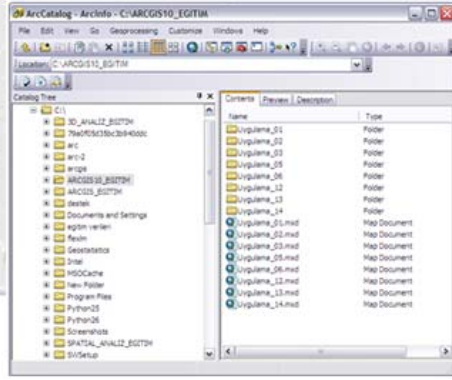 ArcCatalog - ArcInfo - C:\ARCGIS10_EGITIM
File Edit View Go Geoprocessing Customize Windows Help
Location: C:\ARCGIS10_EGITIM
Catalog Tree
C:\
3D_ANALIZ_EGITIM
arc
arc-2
arcgis
ARCGIS10_EGITIM
ARCGIS_EGITIM
destek
Documents and Settings
egitim verileri
flexlm
Geostatistics
Intel
MSOCache
New Folder
Program Files
Python25
Python26
Screenshots
SPATIAL_ANALIZ_EGITIM
SWSetup
Contents Preview Description
Name Type
Uygulama_01 Folder
Uygulama_02 Folder
Uygulama_03 Folder
Uygulama_05 Folder
Uygulama_06 Folder
Uygulama_12 Folder
Uygulama_13 Folder
Uygulama_14 Folder
Uygulama_01.mxd Map Document
Uygulama_02.mxd Map Document
Uygulama_03.mxd Map Document
Uygulama_05.mxd Map Document
Uygulama_06.mxd Map Document
Uygulama_12.mxd Map Document
Uygulama_13.mxd Map Document
Uygulama_14.mxd Map Document